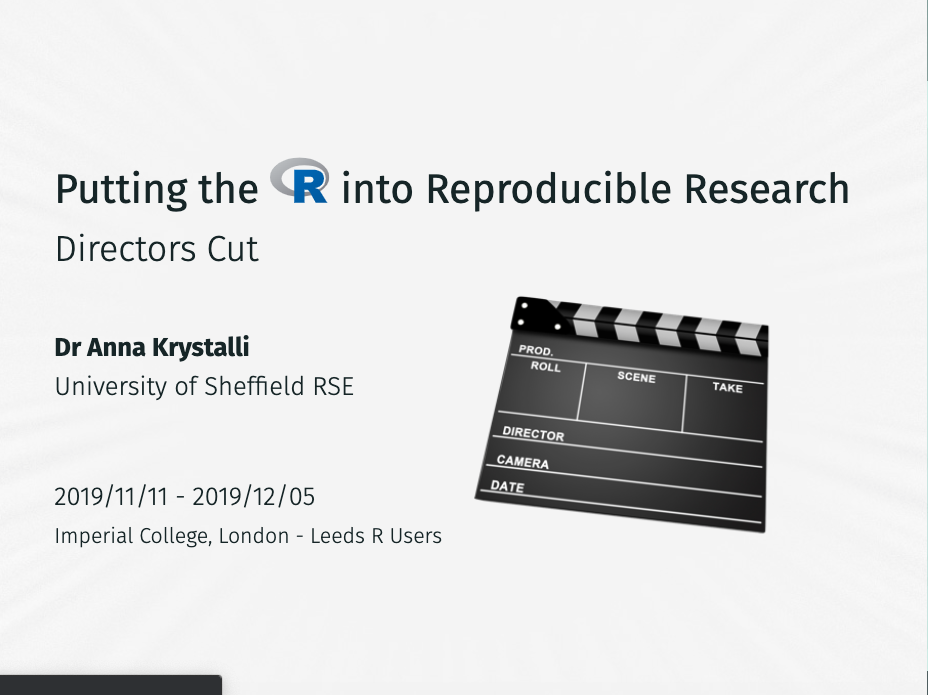 Putting the R into Reproducible Research
Directors Cut
Dr Anna Krystalli
University of Sheffield RSE
2019/11/11 - 2019/12/05
Imperial College, London - Leeds R Users
PROD.
ROLL
SCENE
TAKE
DIRECTOR
CAMERA
DATE